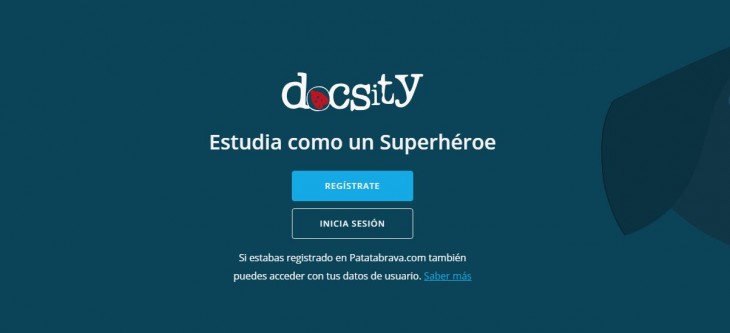 docsity
Estudia como un Superhéroe
REGÍSTRATE
INICIA SESIÓN
Si estabas registrado en Patatabrava.com también
puedes acceder con tus datos de usuario. Saber más